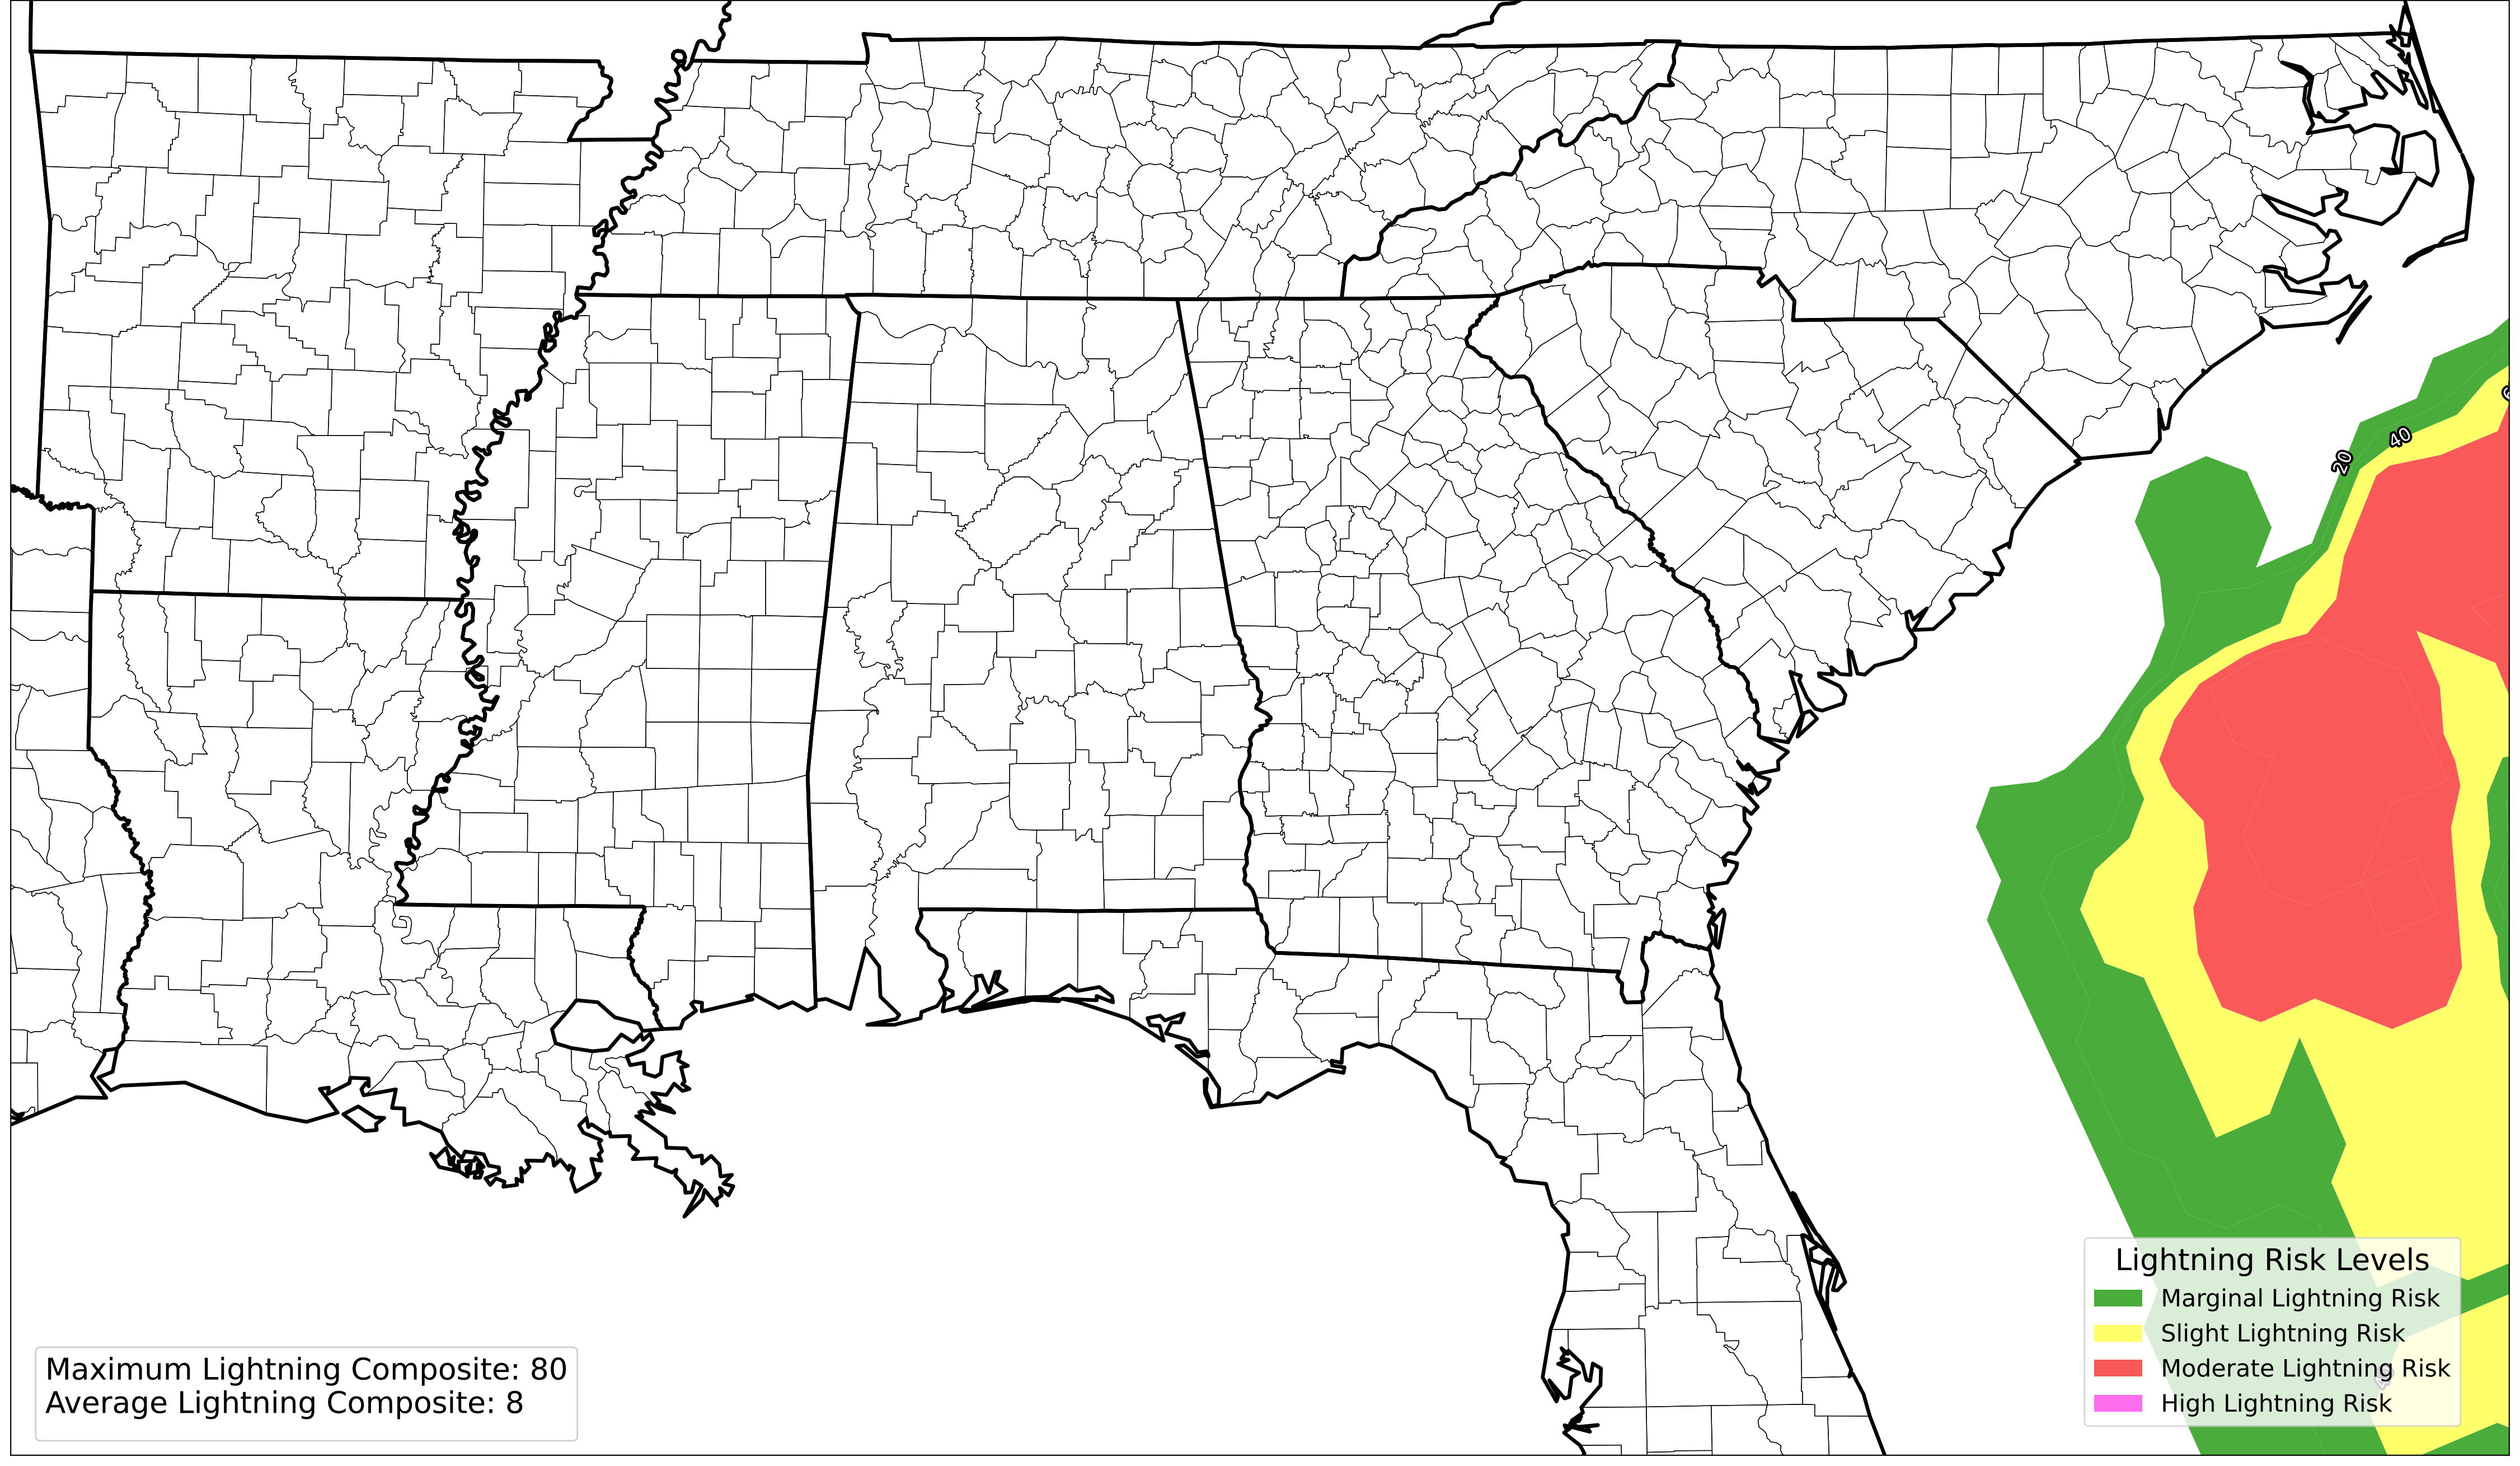 40
20
Lightning Risk Levels
Marginal Lightning Risk
Slight Lightning Risk
Moderate Lightning Risk
High Lightning Risk
Maximum Lightning Composite: 80
Average Lightning Composite: 8